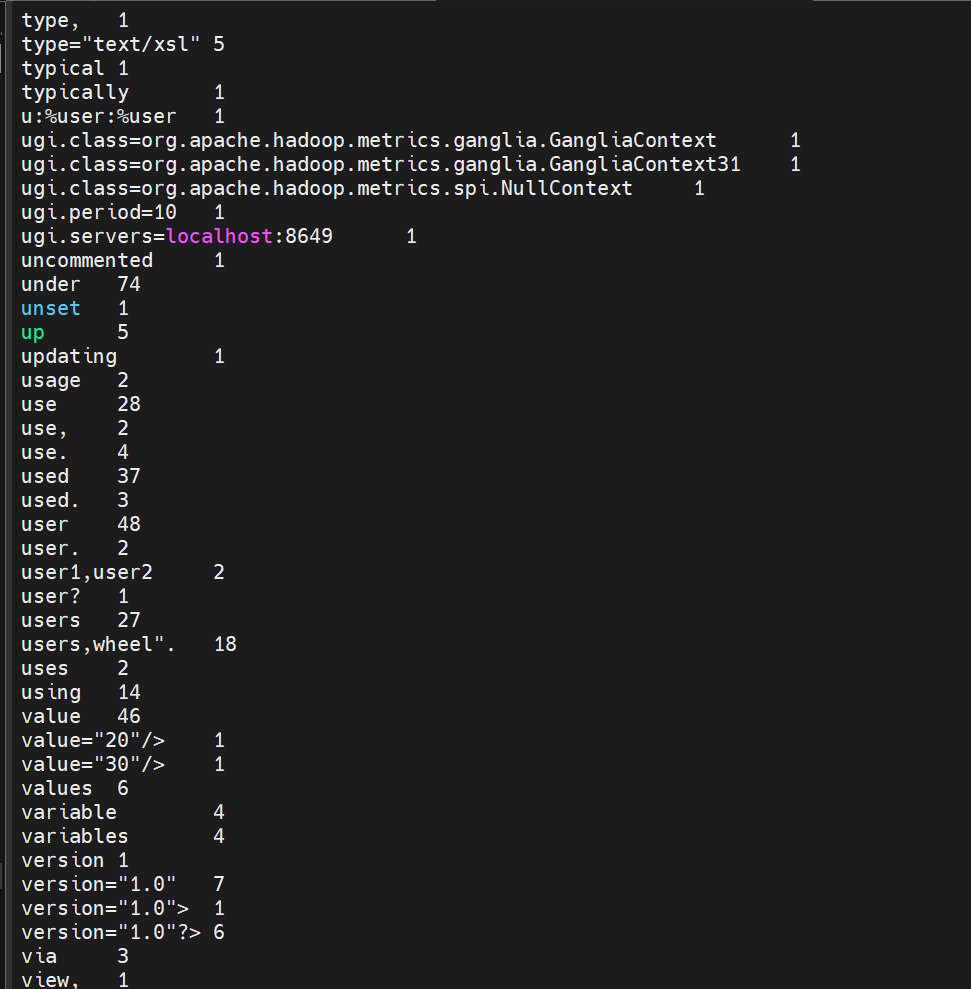 type,	1
type="text/xsl"	5
typical	1
typically	1
u:%user:%user	1
ugi.class=org.apache.hadoop.metrics.ganglia.GangliaContext	1
ugi.class=org.apache.hadoop.metrics.ganglia.GangliaContext31	1
ugi.class=org.apache.hadoop.metrics.spi.NullContext	1
ugi.period=10	1
ugi.servers=localhost:8649	1
uncommented	1
under	74
unset	1
up	5
updating	1
usage	2
use	28
use,	2
use.	4
used	37
used.	3
user	48
user.	2
user1,user2	2
user?	1
users	27
users,wheel".	18
uses	2
using	14
value	46
value="20"/>	1
value="30"/>	1
values	6
variable	4
variables	4
version	1
version="1.0"	7
version="1.0">	1
version="1.0"?>	6
via	3
view,	1